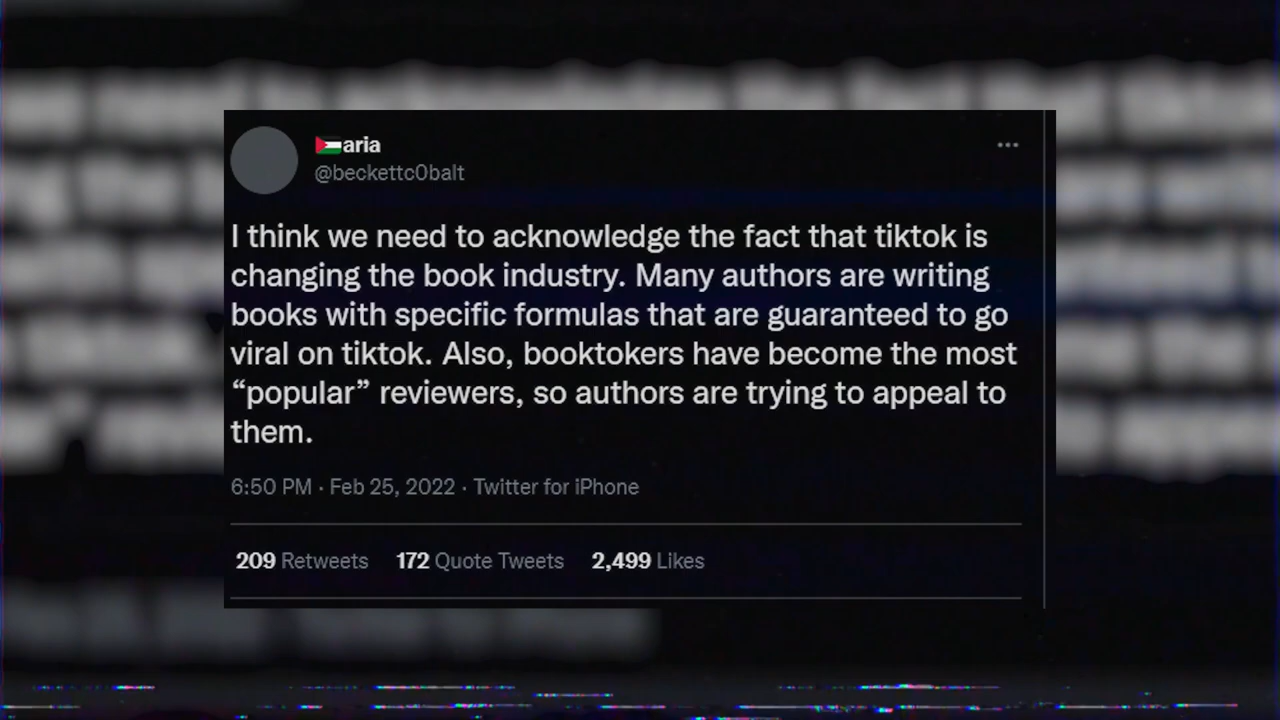 🇵🇸aria
@beckettc0balt
I think we need to acknowledge the fact that tiktok is
changing the book industry. Many authors are writing
books with specific formulas that are guaranteed to go
viral on tiktok. Also, booktokers have become the most
“popular” reviewers, so authors are trying to appeal to
them.
6:50 PM · Feb 25, 2022 · Twitter for iPhone
209 Retweets 172 Quote Tweets 2,499 Likes